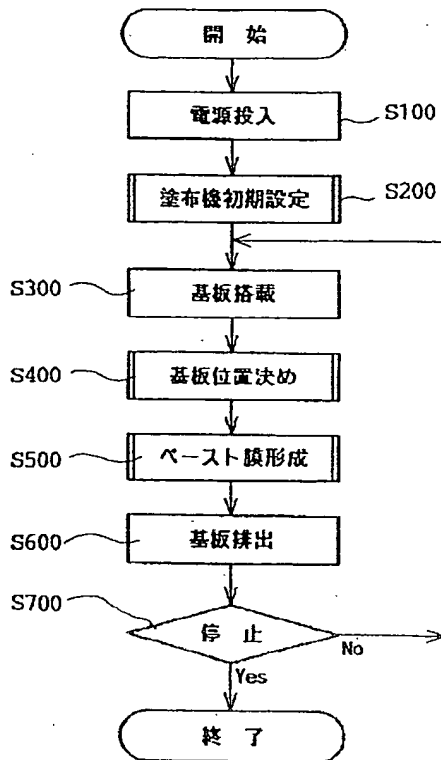 開 始
電源投入
S100
塗布機初期設定
S200
S300
基板搭載
S400
基板位置決め
S500
ペースト膜形成
S600
基板排出
S700
停 止
No
Yes
終 了